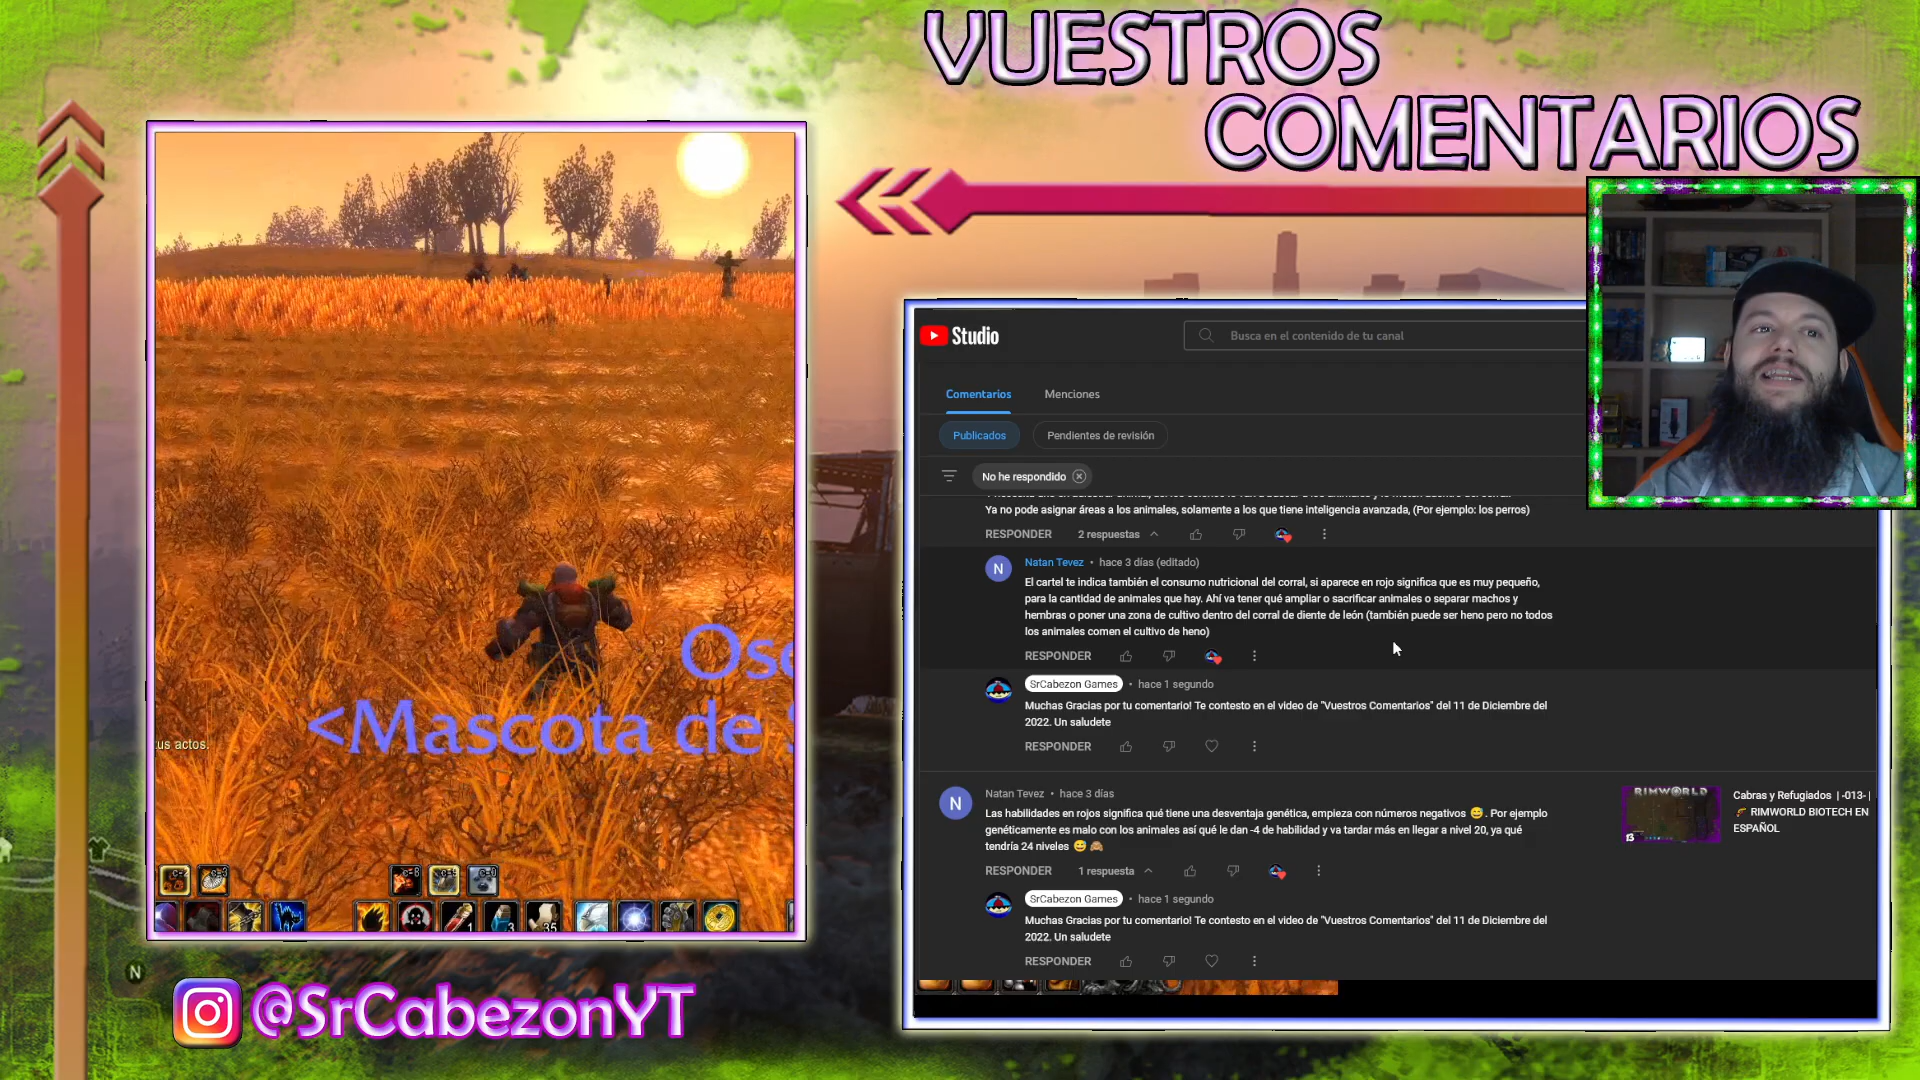 VUESTROS
COMENTARIOS
Studio
Busca en el contenido de tu canal
Comentarios
Menciones
Publicados
Pendientes de revisión
No he respondido
Ya no pode asignar áreas a los animales, solamente a los que tiene inteligencia avanzada, (Por ejemplo: los perros)
RESPONDER
2 respuestas
N
Natan Tevez • hace 3 días (editado)
El cartel te indica también el consumo nutricional del corral, si aparece en rojo significa que es muy pequeño,
para la cantidad de animales que hay. Ahí va tener qué ampliar o sacrificar animales o separar machos y
hembras o poner una zona de cultivo dentro del corral de diente de león (también puede ser heno pero no todos
los animales comen el cultivo de heno)
RESPONDER
SrCabezon Games • hace 1 segundo
Muchas Gracias por tu comentario! Te contesto en el video de "Vuestros Comentarios" del 11 de Diciembre del
2022. Un saludete
RESPONDER
N
Natan Tevez • hace 3 días
Las habilidades en rojos significa qué tiene una desventaja genética, empieza con números negativos 😅. Por ejemplo
genéticamente es malo con los animales así qué le dan -4 de habilidad y va tardar más en llegar a nivel 20, ya qué
tendría 24 niveles 😅 🙈
RESPONDER
1 respuesta
SrCabezon Games • hace 1 segundo
Muchas Gracias por tu comentario! Te contesto en el video de "Vuestros Comentarios" del 11 de Diciembre del
2022. Un saludete
RESPONDER
RIMWORLD
13
Cabras y Refugiados | -013- |
RIMWORLD BIOTECH EN
ESPAÑOL
<Mascota de
us actos.
c=3
c=8
1
3
35
N
@SrCabezonYT